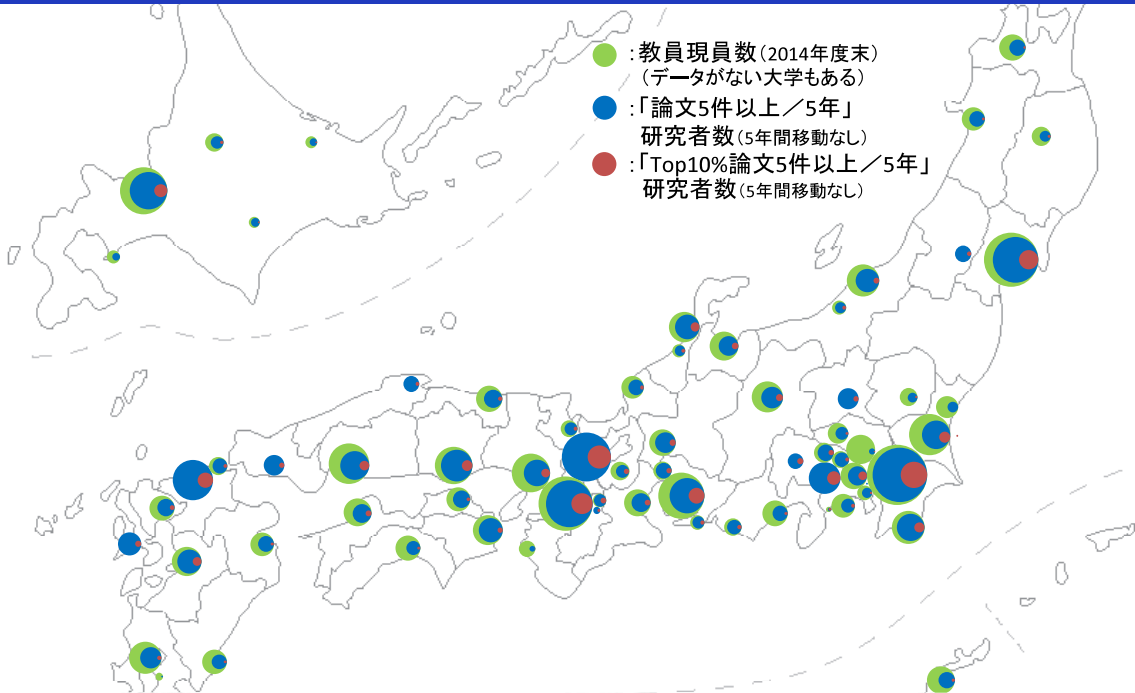 ：教員現員数（2014年度末）
（データがない大学もある）
：「論文5件以上／5年」
研究者数（5年間移動なし）
：「Top10%論文5件以上／5年」
研究者数（5年間移動なし）